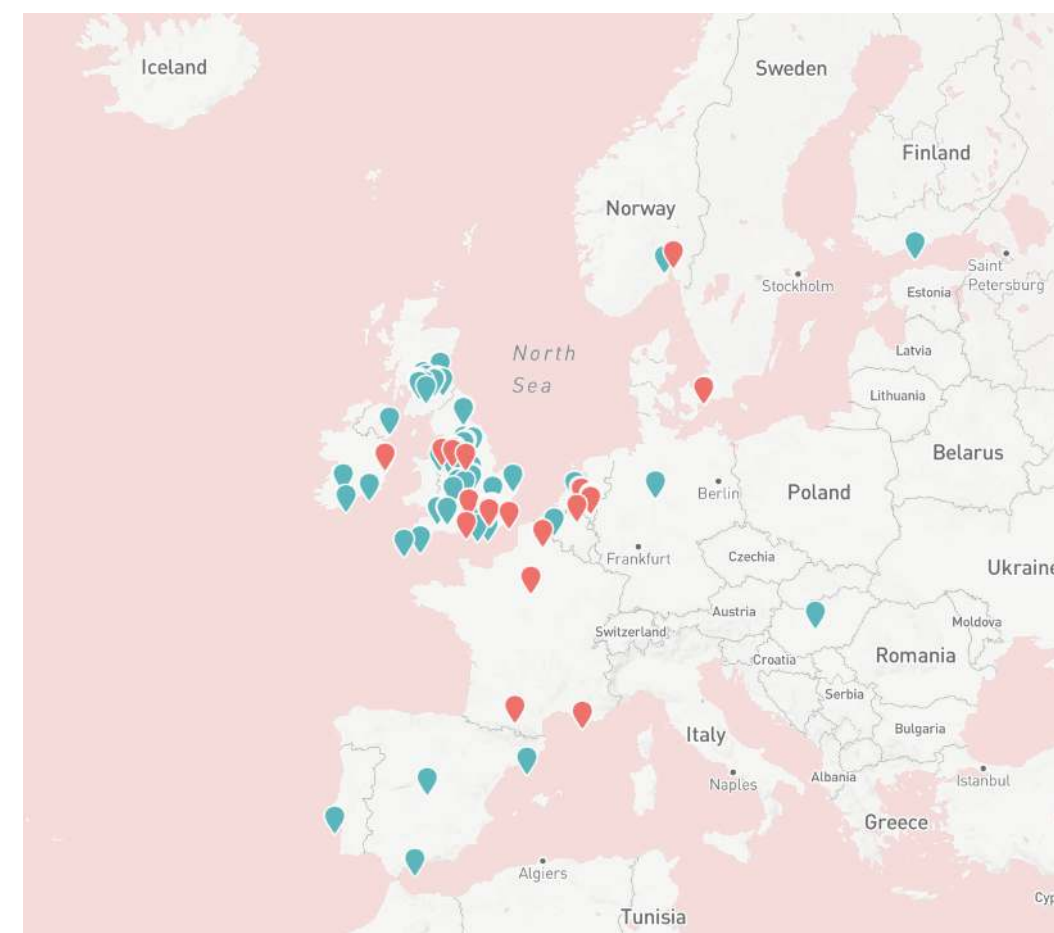 Iceland
Sweden
Finland
Norway
Saint
Petersburg
Stockholm
Estonia
North
Sea
Latvia
Lithuania
Belarus
Berlin
Poland
Frankfurt
Czechia
Ukraine
Austria
Moldova
Switzerland
Croatia
Romania
Serbia
Italy
Bulgaria
Naples
Albania
Istanbul
Greece
Algiers
Cyp
Tunisia